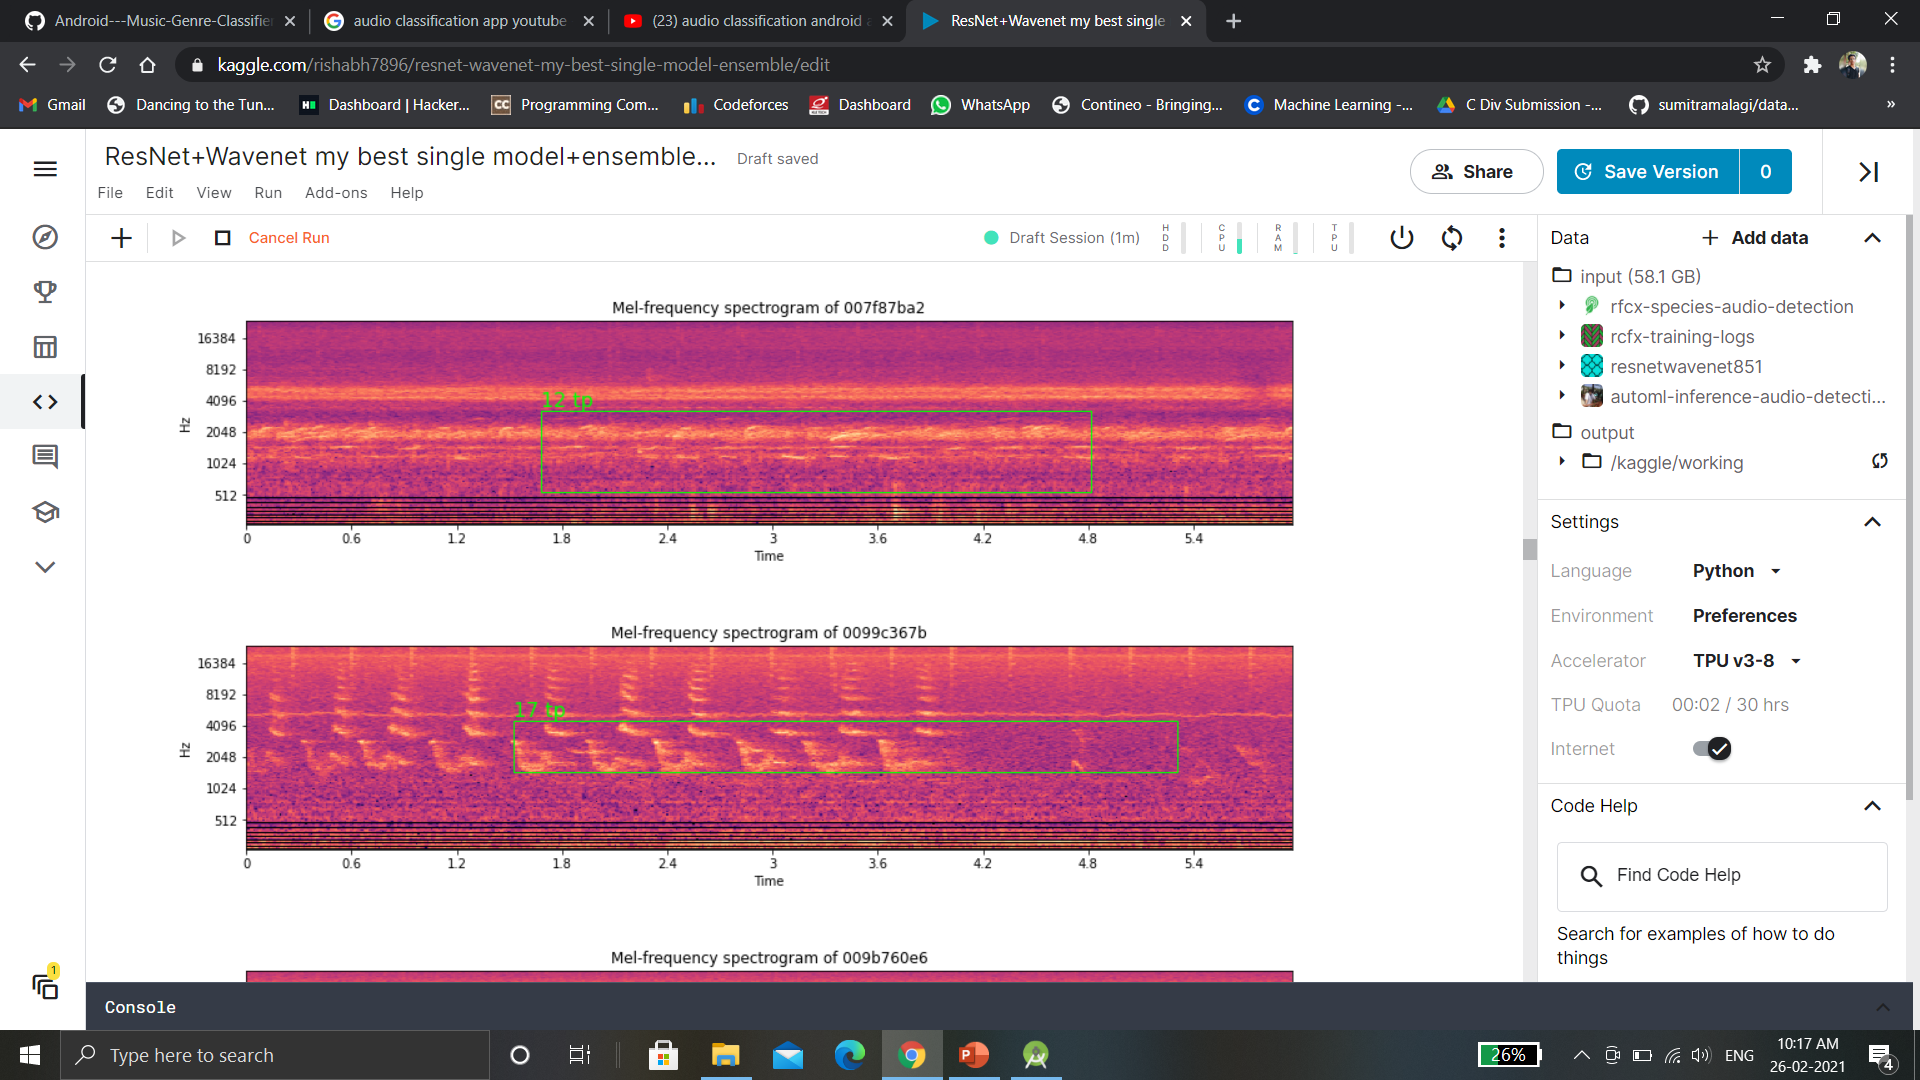 Android---Music-Genre-Classifier
audio classification app youtube
(23) audio classification android a
ResNet+Wavenet my best single
kaggle.com/rishabh7896/resnet-wavenet-my-best-single-model-ensemble/edit
Gmail
Dancing to the Tun...
Dashboard | Hacker...
Programming Com...
Codeforces
Dashboard
WhatsApp
Contineo - Bringing...
Machine Learning -...
C Div Submission -...
sumitramalagi/data...
»
ResNet+Wavenet my best single model+ensemble...
Draft saved
File Edit View Run Add-ons Help
Share
Save Version
0
Cancel Run
Draft Session (1m)
HDD
CPU
RAM
TPU
Mel-frequency spectrogram of 007f87ba2
16384
8192
4096
2048
1024
512
Hz
12 tp
0 0.6 1.2 1.8 2.4 3 3.6 4.2 4.8 5.4
Time
Mel-frequency spectrogram of 0099c367b
16384
8192
4096
2048
1024
512
Hz
17 tp
0 0.6 1.2 1.8 2.4 3 3.6 4.2 4.8 5.4
Time
Mel-frequency spectrogram of 009b760e6
Data
Add data
input (58.1 GB)
rfcx-species-audio-detection
rcfx-training-logs
resnetwavenet851
automl-inference-audio-detecti...
output
/kaggle/working
Settings
Language Python
Environment Preferences
Accelerator TPU v3-8
TPU Quota 00:02 / 30 hrs
Internet
Code Help
Find Code Help
Search for examples of how to do
things
1
Console
Type here to search
26%
ENG
10:17 AM
26-02-2021
4